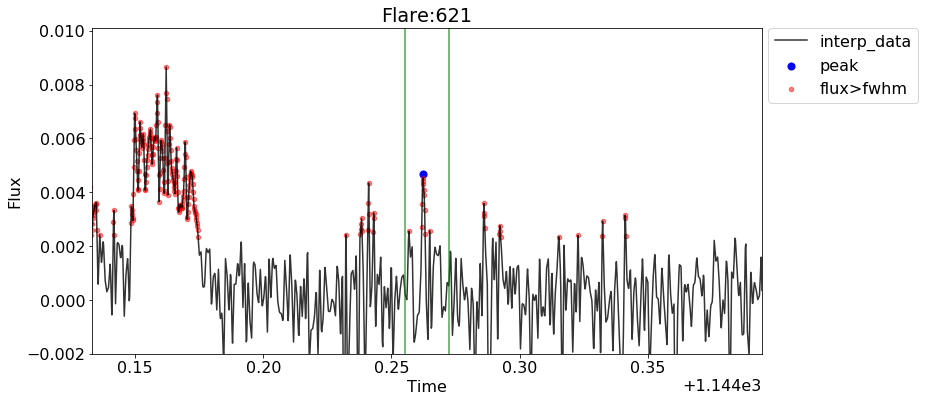 Flare:621
0.010
0.008
0.006
0.004
0.002
0.000
−0.002
Flux
0.15
0.20
0.25
0.30
0.35
Time
+1.144e3
interp_data
peak
flux>fwhm